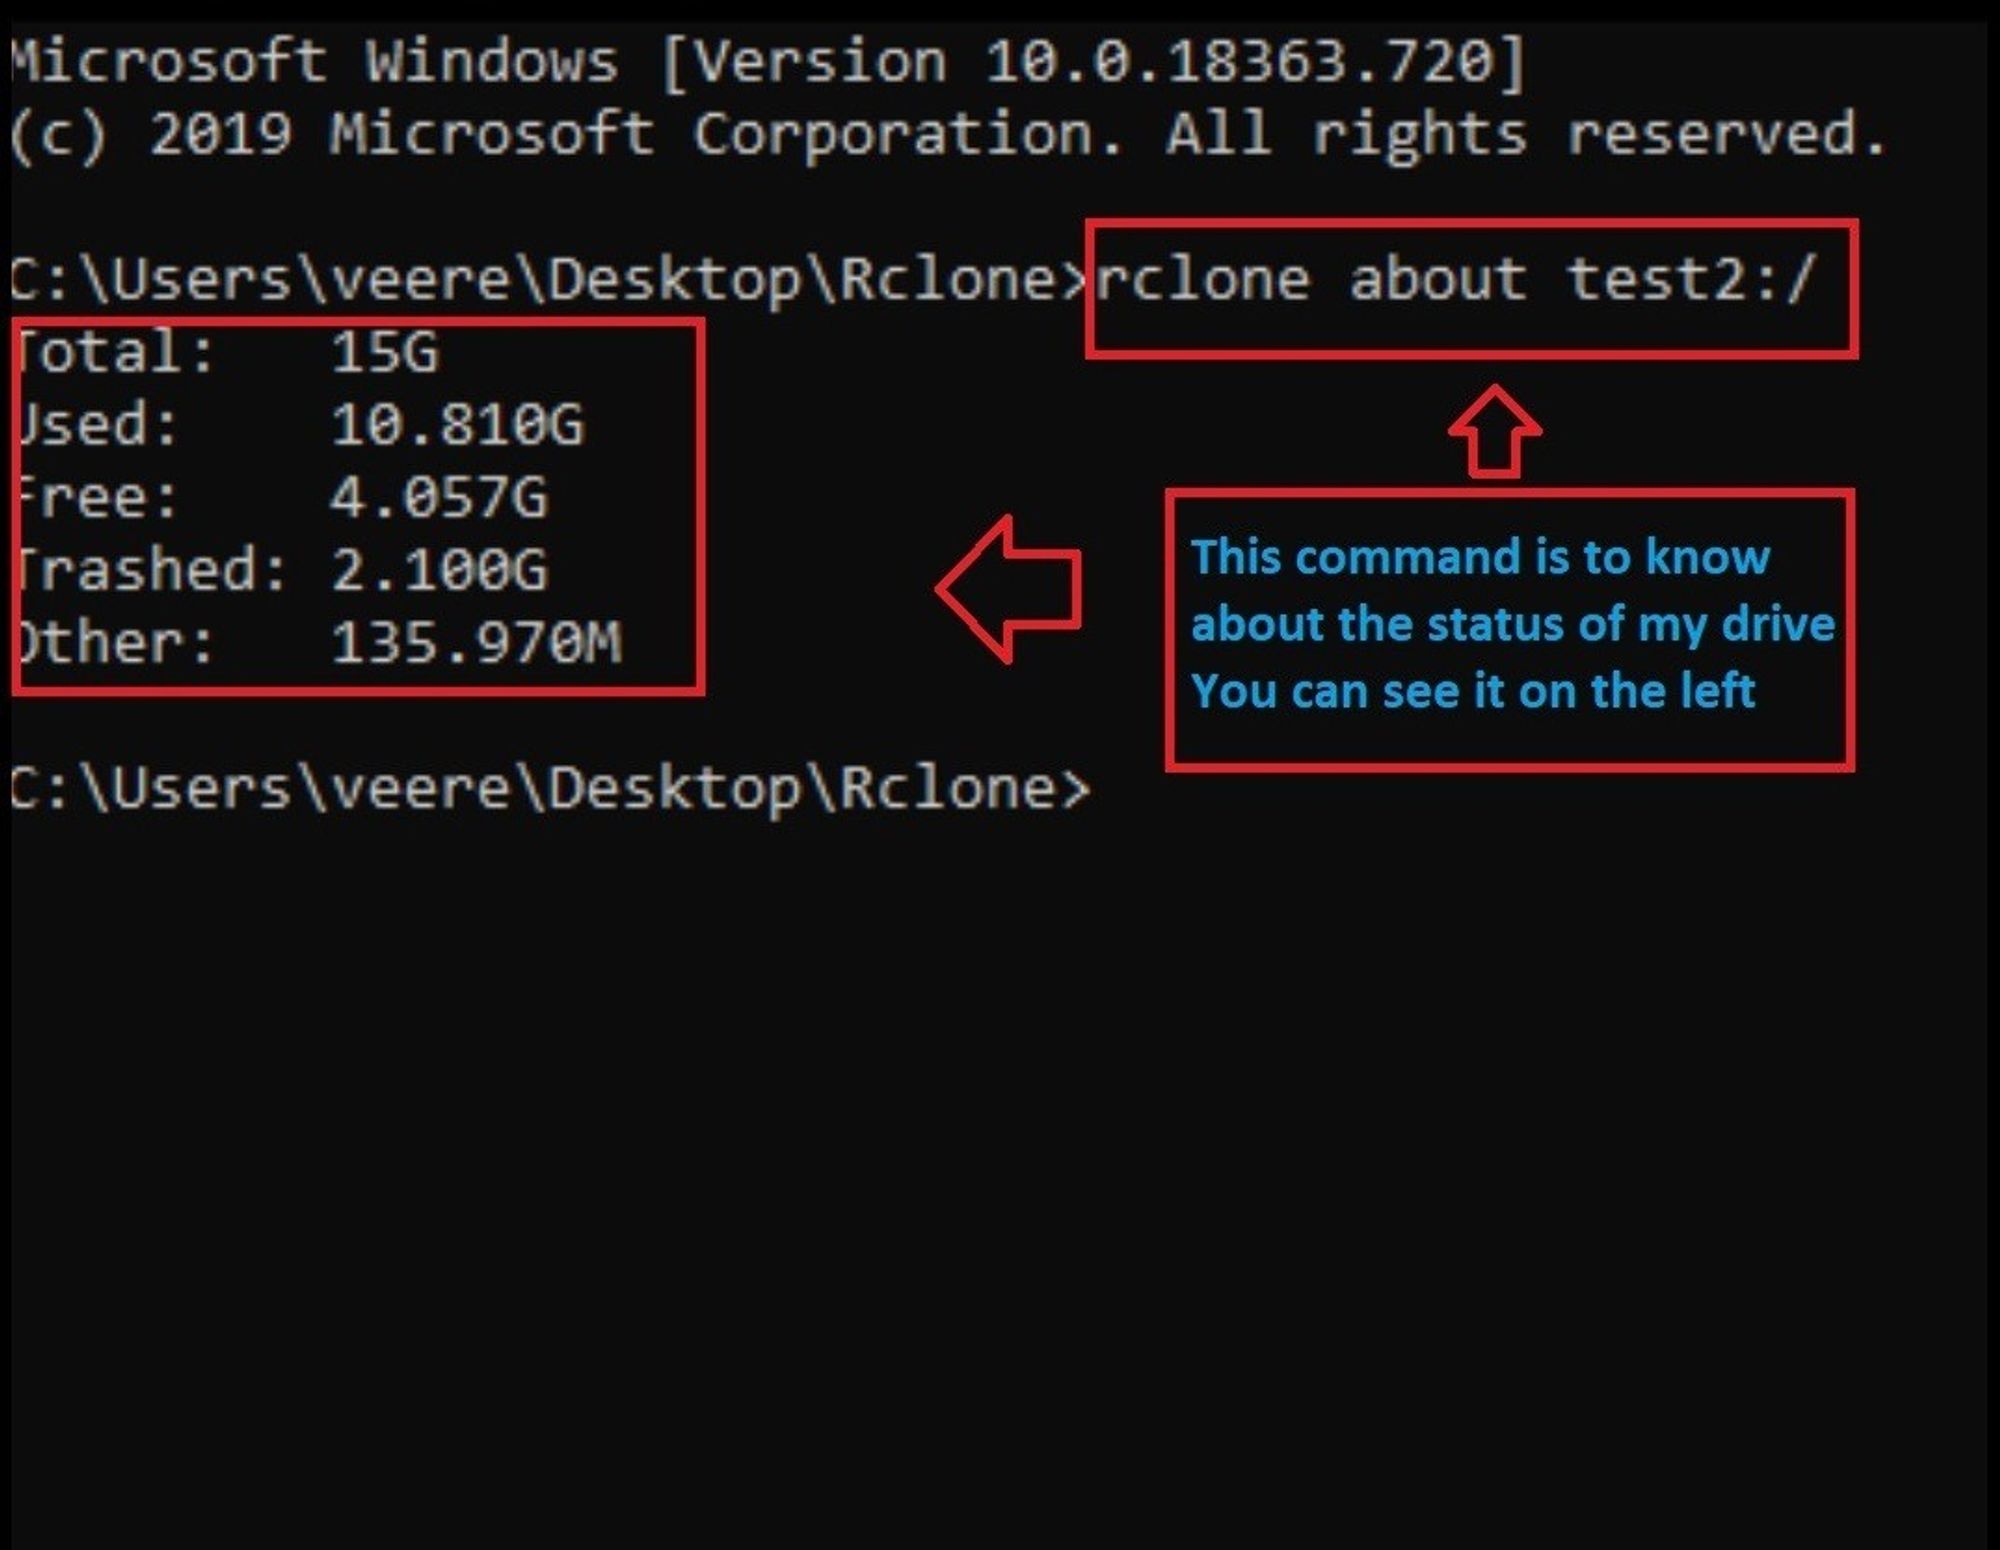 Microsoft Windows [Version 10.0.18363.720]
(c) 2019 Microsoft Corporation. All rights reserved.
C:\Users\veere\Desktop\Rclone>rclone about test2:/
Total: 15G
Used: 10.810G
Free: 4.057G
Trashed: 2.100G
Other: 135.970M
This command is to know
about the status of my drive
You can see it on the left
C:\Users\veere\Desktop\Rclone>